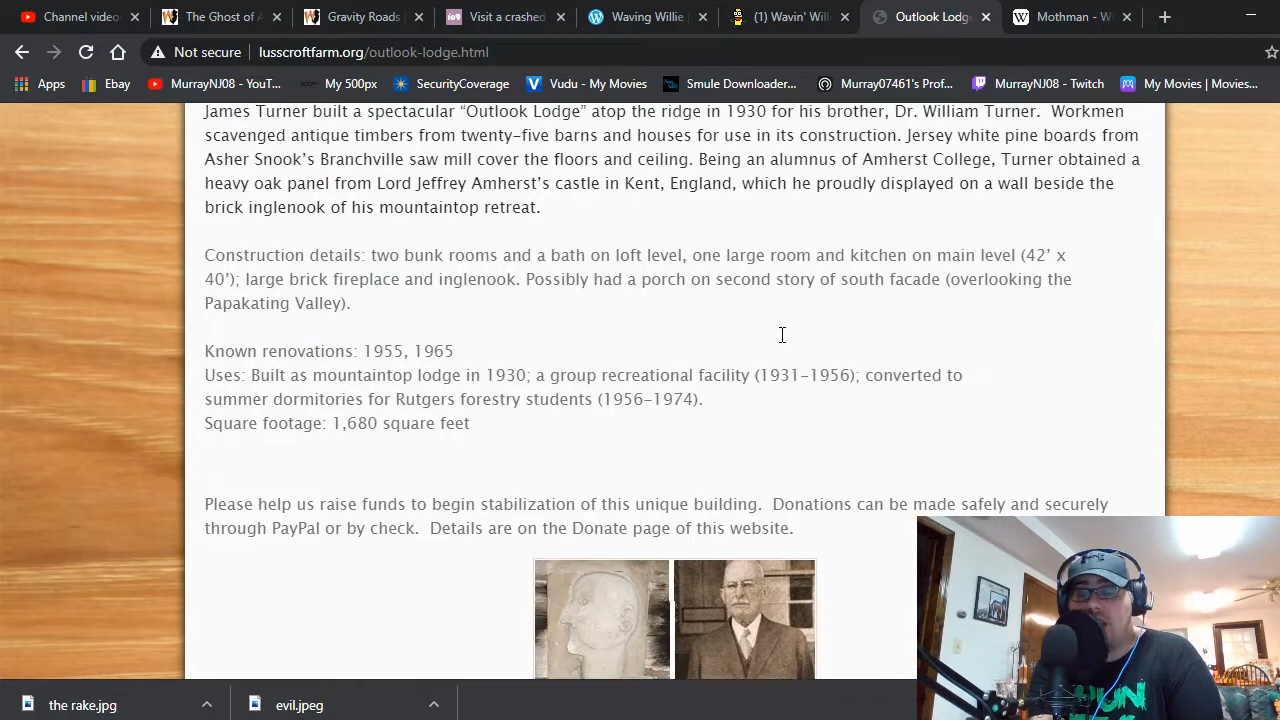 Channel video
The Ghost of A
Gravity Roads
io9 Visit a crashed
Waving Willie
(1) Wavin' Will
Outlook Lodg
W Mothman - W
Not secure lusscroftfarm.org/outlook-lodge.html
Apps Ebay MurrayNJ08 - YouT... My 500px SecurityCoverage Vudu - My Movies Smule Downloader... Murray07461's Prof... MurrayNJ08 - Twitch My Movies | Movies...
James Turner built a spectacular “Outlook Lodge” atop the ridge in 1930 for his brother, Dr. William Turner. Workmen
scavenged antique timbers from twenty-five barns and houses for use in its construction. Jersey white pine boards from
Asher Snook’s Branchville saw mill cover the floors and ceiling. Being an alumnus of Amherst College, Turner obtained a
heavy oak panel from Lord Jeffrey Amherst’s castle in Kent, England, which he proudly displayed on a wall beside the
brick inglenook of his mountaintop retreat.
Construction details: two bunk rooms and a bath on loft level, one large room and kitchen on main level (42’ x
40’); large brick fireplace and inglenook. Possibly had a porch on second story of south facade (overlooking the
Papakating Valley).
Known renovations: 1955, 1965
Uses: Built as mountaintop lodge in 1930; a group recreational facility (1931-1956); converted to
summer dormitories for Rutgers forestry students (1956-1974).
Square footage: 1,680 square feet
Please help us raise funds to begin stabilization of this unique building. Donations can be made safely and securely
through PayPal or by check. Details are on the Donate page of this website.
the rake.jpg
evil.jpeg